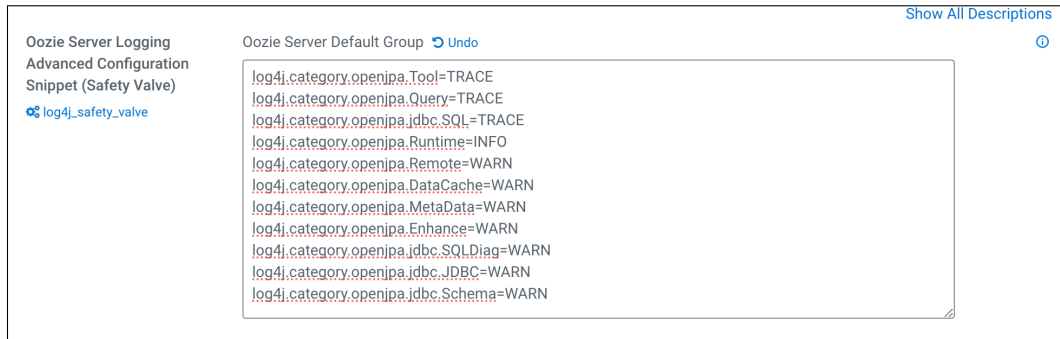 Show All Descriptions
Oozie Server Logging
Advanced Configuration
Snippet (Safety Valve)
log4j_safety_valve
Oozie Server Default Group Undo
log4j.category.openjpa.Tool=TRACE
log4j.category.openjpa.Query=TRACE
log4j.category.openjpa.jdbc.SQL=TRACE
log4j.category.openjpa.Runtime=INFO
log4j.category.openjpa.Remote=WARN
log4j.category.openjpa.DataCache=WARN
log4j.category.openjpa.MetaData=WARN
log4j.category.openjpa.Enhance=WARN
log4j.category.openjpa.jdbc.SQLDiag=WARN
log4j.category.openjpa.jdbc.JDBC=WARN
log4j.category.openjpa.jdbc.Schema=WARN